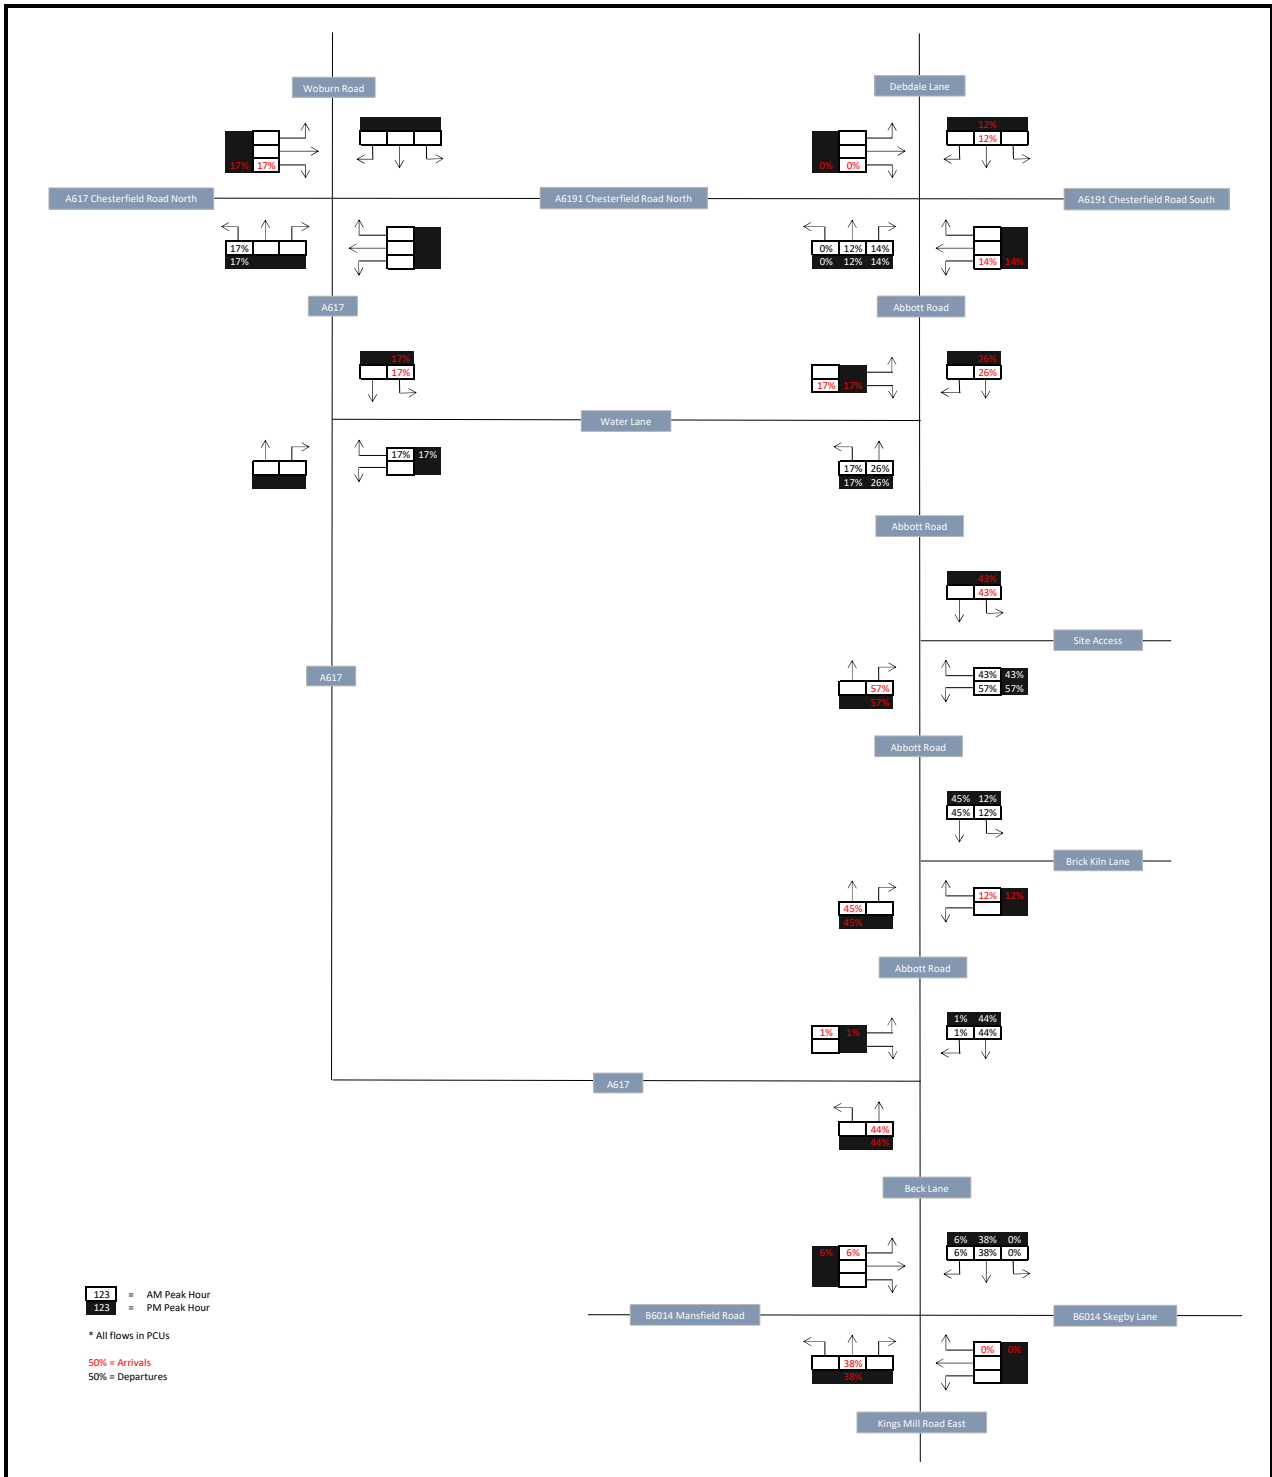 Woburn Road
Debdale Lane
12%
12%
17% 17%
0% 0%
A617 Chesterfield Road North
A6191 Chesterfield Road North
A6191 Chesterfield Road South
17%
17%
0% 12% 14%
0% 12% 14%
14% 14%
A617
Abbott Road
17%
17%
17% 17%
26%
26%
Water Lane
17% 17%
17% 26%
17% 26%
Abbott Road
43%
43%
Site Access
A617
57%
57%
43% 43%
57% 57%
Abbott Road
45% 12%
45% 12%
Brick Kiln Lane
45%
45%
12% 12%
Abbott Road
1% 1%
1% 44%
1% 44%
A617
44%
44%
Beck Lane
6% 6%
6% 38% 0%
6% 38% 0%
123 = AM Peak Hour
123 = PM Peak Hour
B6014 Mansfield Road
B6014 Skegby Lane
* All flows in PCUs
38%
38%
0% 0%
50% = Arrivals
50% = Departures
Kings Mill Road East